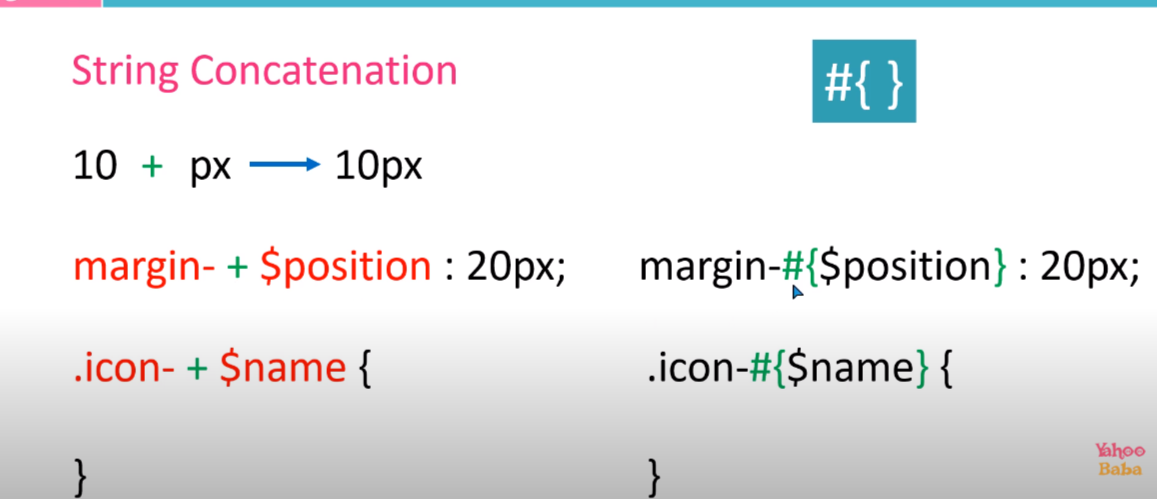 String Concatenation
#{ }
10 + px → 10px
margin- + $position : 20px;
margin-#{$position} : 20px;
.icon- + $name {
.icon-#{$name} {
}
}
Yahoo
Baba